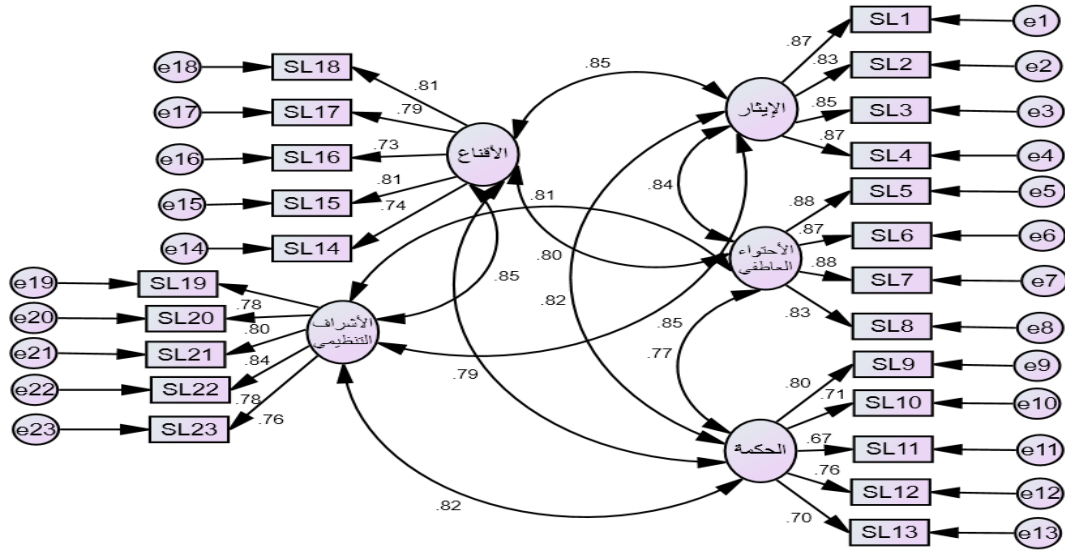 SL1
e1
.87
SL2
e2
.83
SL3
e3
.85
SL4
e4
.87
الإيثار
SL5
e5
.88
SL6
e6
.87
SL7
e7
.88
SL8
e8
.83
الأحتواء
العاطفي
SL9
e9
.80
SL10
e10
.71
SL11
e11
.67
SL12
e12
.76
SL13
e13
.70
الحكمة
e18
SL18
.81
e17
SL17
.79
e16
SL16
.73
e15
SL15
.81
e14
SL14
.74
الأقناع
e19
SL19
.78
e20
SL20
.80
e21
SL21
.84
e22
SL22
.78
e23
SL23
.76
الأشراف
التنظيمي
.85
.84
.81
.80
.80
.85
.82
.85
.77
.79
.82